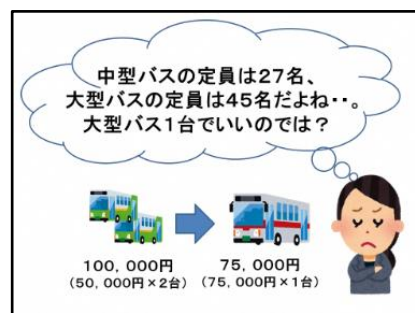 中型バスの定員は27名、
大型バスの定員は45名だよね・・。
大型バス1台でいいのでは？
100,000円
(50,000円×2台)
75,000円
(75,000円×1台)